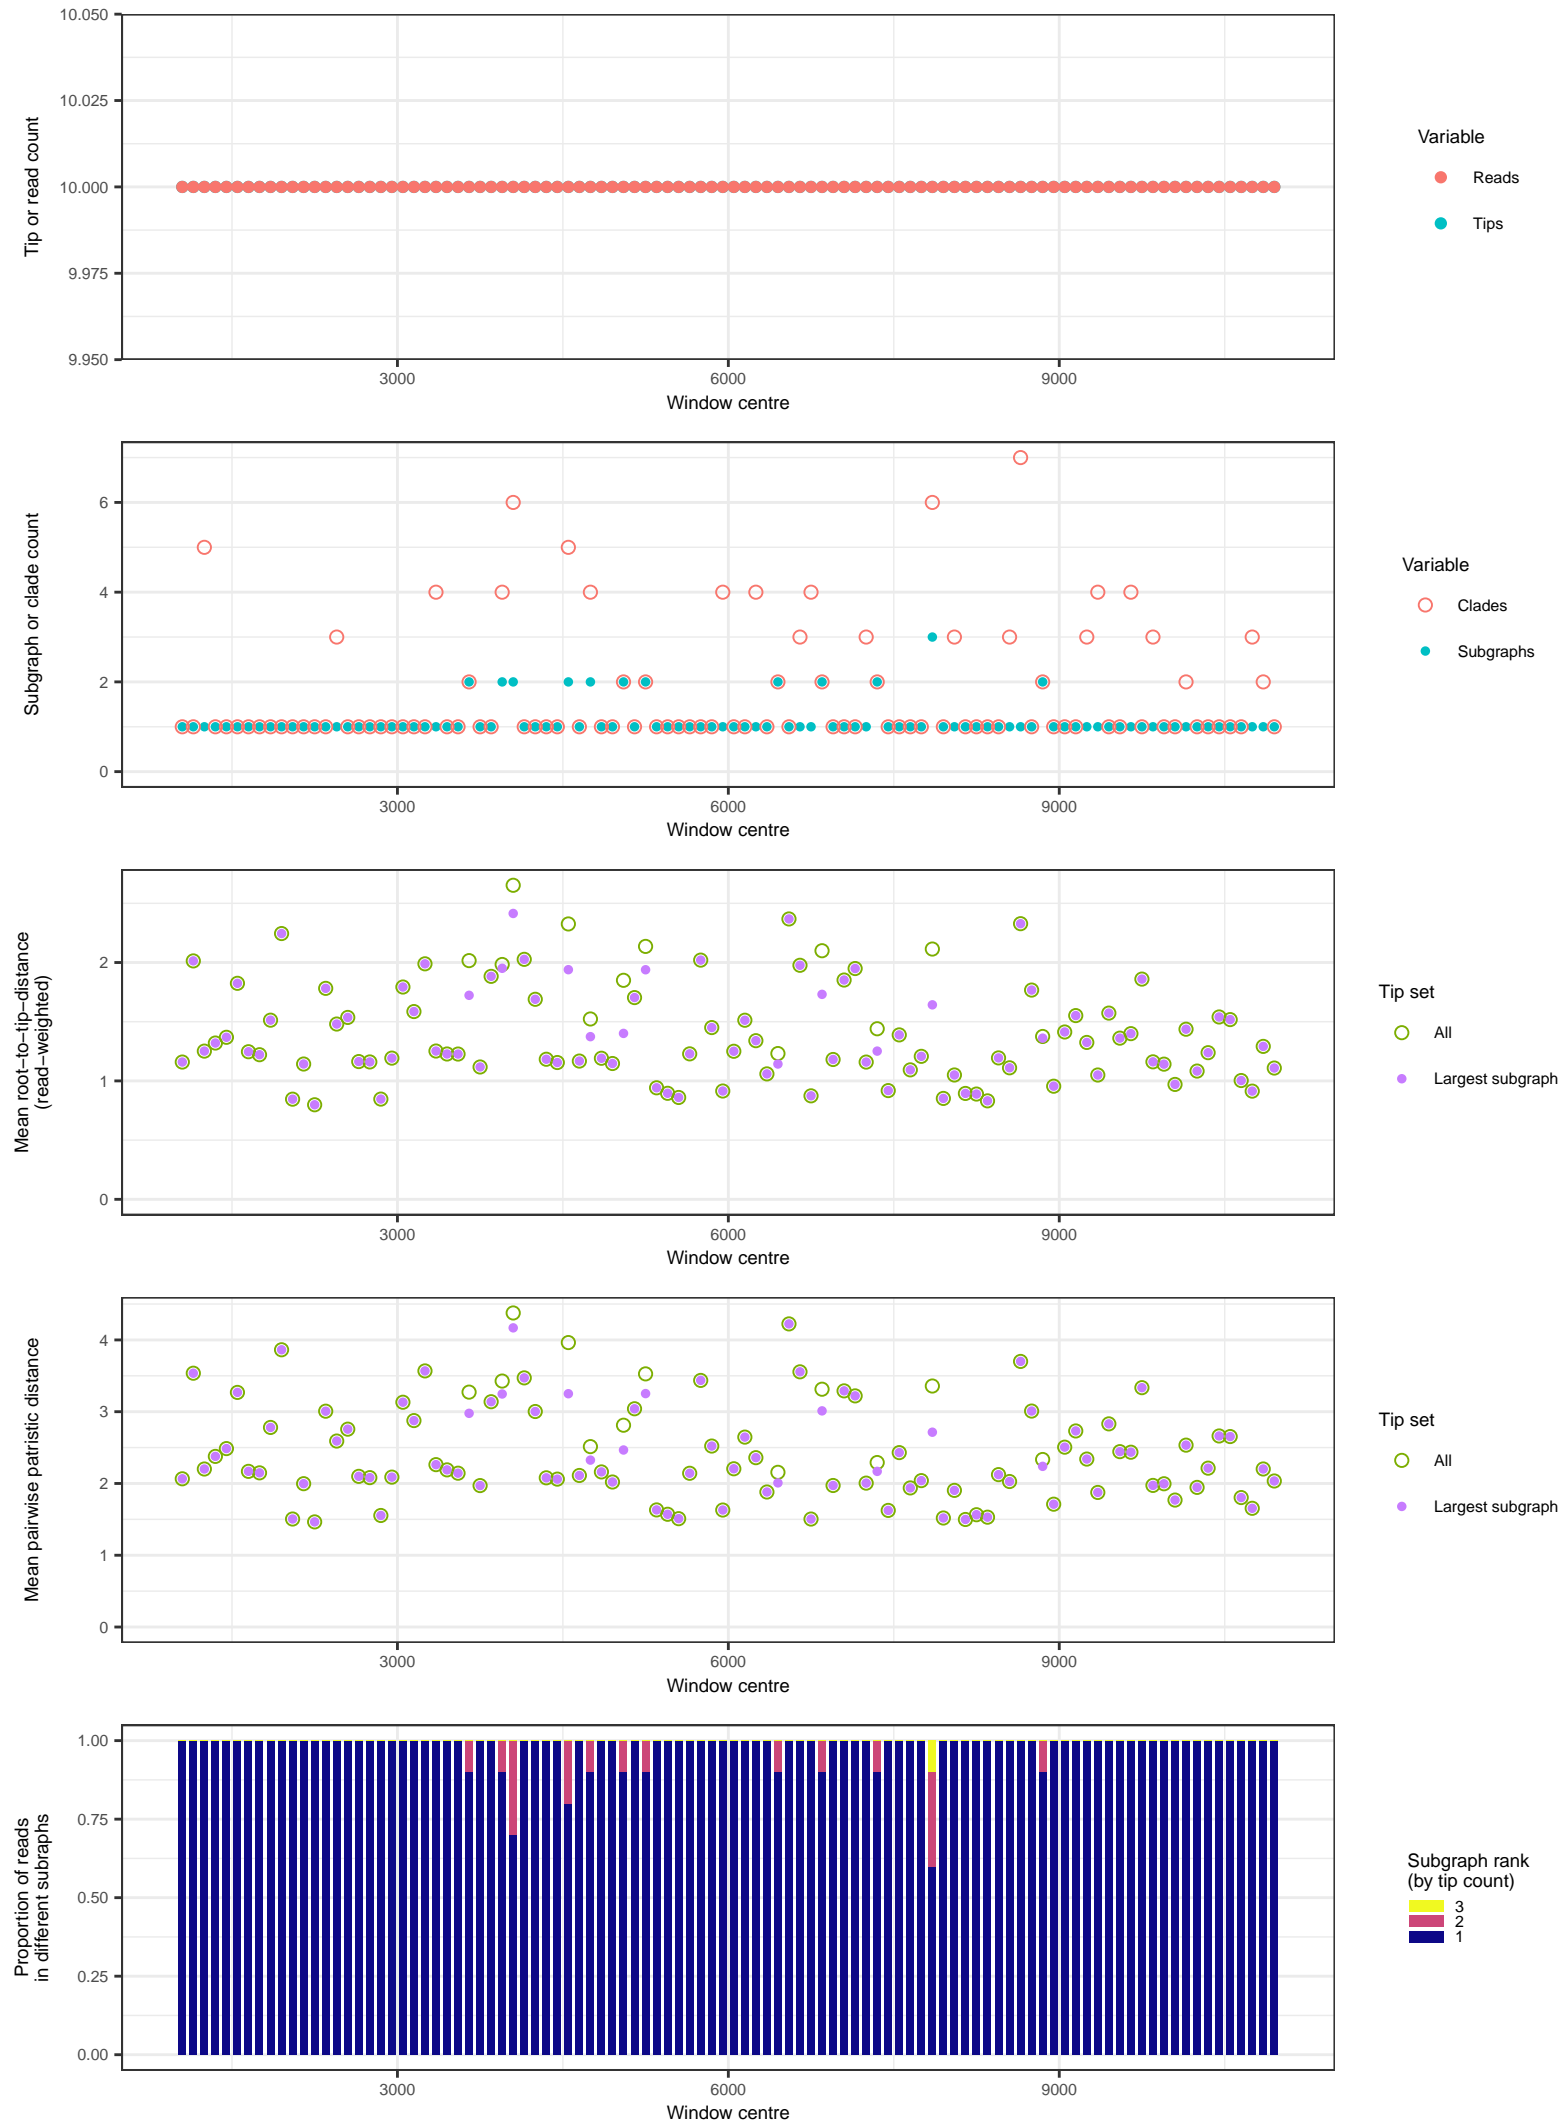 10.050
10.025
10.000
9.975
9.950
Tip or read count
3000
6000
9000
Window centre
Variable
Reads
Tips
6
4
2
0
Subgraph or clade count
3000
6000
9000
Window centre
Variable
Clades
Subgraphs
2
1
0
Mean root−to−tip−distance
(read−weighted)
3000
6000
9000
Window centre
Tip set
All
Largest subgraph
4
3
2
1
0
Mean pairwise patristic distance
3000
6000
9000
Window centre
Tip set
All
Largest subgraph
1.00
0.75
0.50
0.25
0.00
Proportion of reads
in different subraphs
3000
6000
9000
Window centre
Subgraph rank
(by tip count)
3
2
1